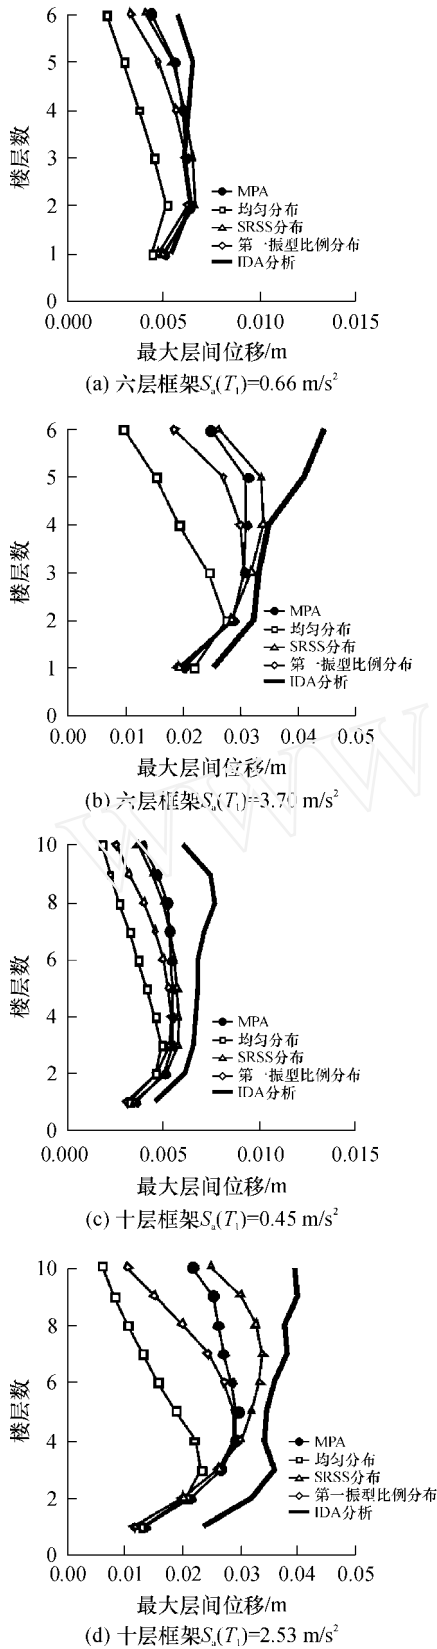 6
5
4
3
2
1
0
楼层数
MPA
均匀分布
SRSS分布
第一振型比例分布
IDA分析
0.000 0.005 0.010 0.015
最大层间位移/m
(a) 六层框架Sa(T1)=0.66 m/s²
6
5
4
3
2
1
0
楼层数
MPA
均匀分布
SRSS分布
第一振型比例分布
IDA分析
0.00 0.01 0.02 0.03 0.04 0.05
最大层间位移/m
(b) 六层框架Sa(T1)=3.70 m/s²
10
8
6
4
2
0
楼层数
MPA
均匀分布
SRSS分布
第一振型比例分布
IDA分析
0.000 0.005 0.010 0.015
最大层间位移/m
(c) 十层框架Sa(T1)=0.45 m/s²
10
8
6
4
2
0
楼层数
MPA
均匀分布
SRSS分布
第一振型比例分布
IDA分析
0.00 0.01 0.02 0.03 0.04 0.05
最大层间位移/m
(d) 十层框架Sa(T1)=2.53 m/s²
WWW